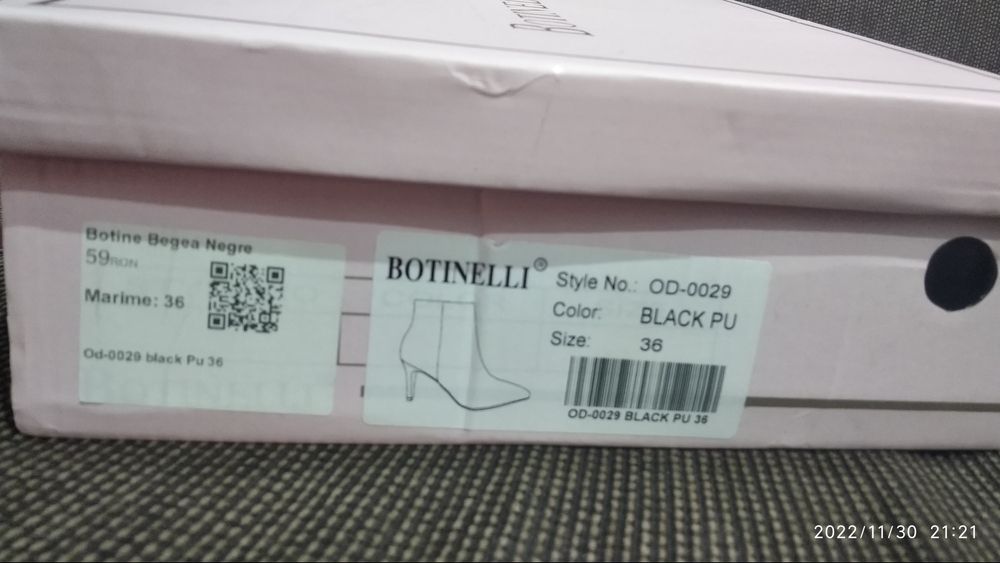 Botine Begea Negre
59RON
Marime: 36
Od-0029 black Pu 36
BOTINELLI®
Style No.: OD-0029
Color: BLACK PU
Size: 36
OD-0029 BLACK PU 36
2022/11/30 21:21